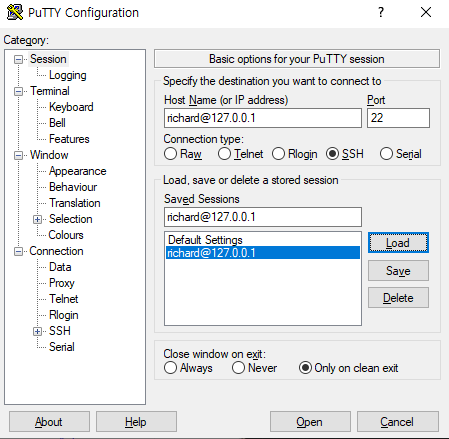 PuTTY Configuration
? ×
Category:
Session
Logging
Terminal
Keyboard
Bell
Features
Window
Appearance
Behaviour
Translation
Selection
Colours
Connection
Data
Proxy
Telnet
Rlogin
SSH
Serial
Basic options for your PuTTY session
Specify the destination you want to connect to
Host Name (or IP address) Port
richard@127.0.0.1 22
Connection type:
Raw Telnet Rlogin SSH Serial
Load, save or delete a stored session
Saved Sessions
richard@127.0.0.1
Default Settings
richard@127.0.0.1
Load
Save
Delete
Close window on exit:
Always Never Only on clean exit
About Help Open Cancel